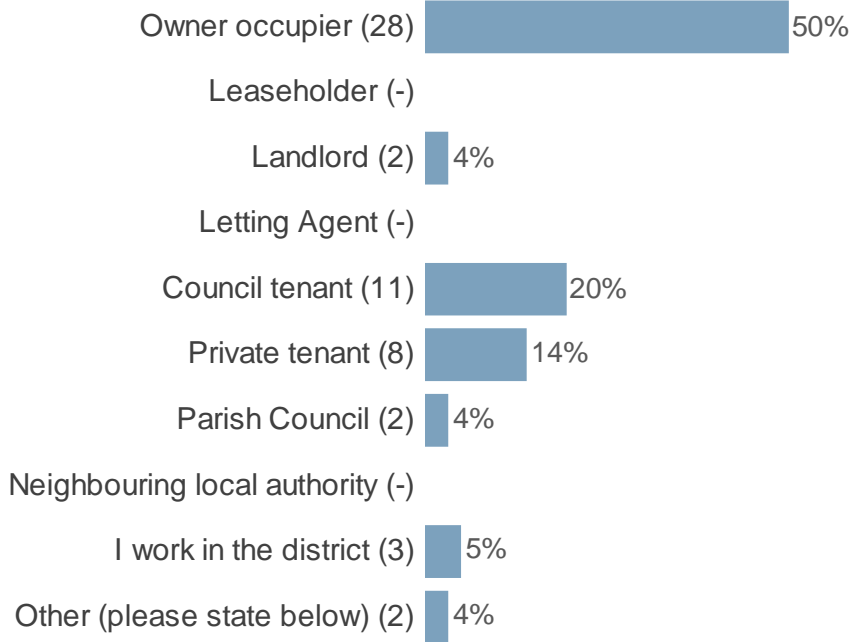 Owner occupier (28) 50%
Leaseholder (-)
Landlord (2) 4%
Letting Agent (-)
Council tenant (11) 20%
Private tenant (8) 14%
Parish Council (2) 4%
Neighbouring local authority (-)
I work in the district (3) 5%
Other (please state below) (2) 4%